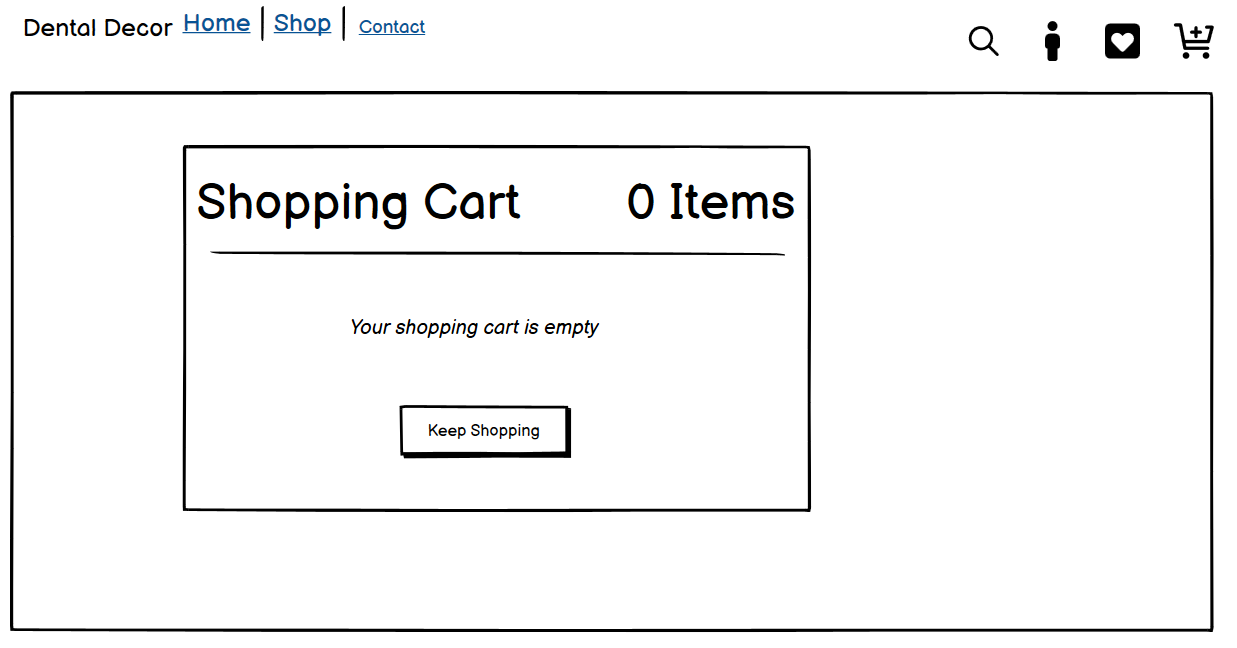 Dental Decor Home | Shop | Contact
Shopping Cart 0 Items
Your shopping cart is empty
Keep Shopping